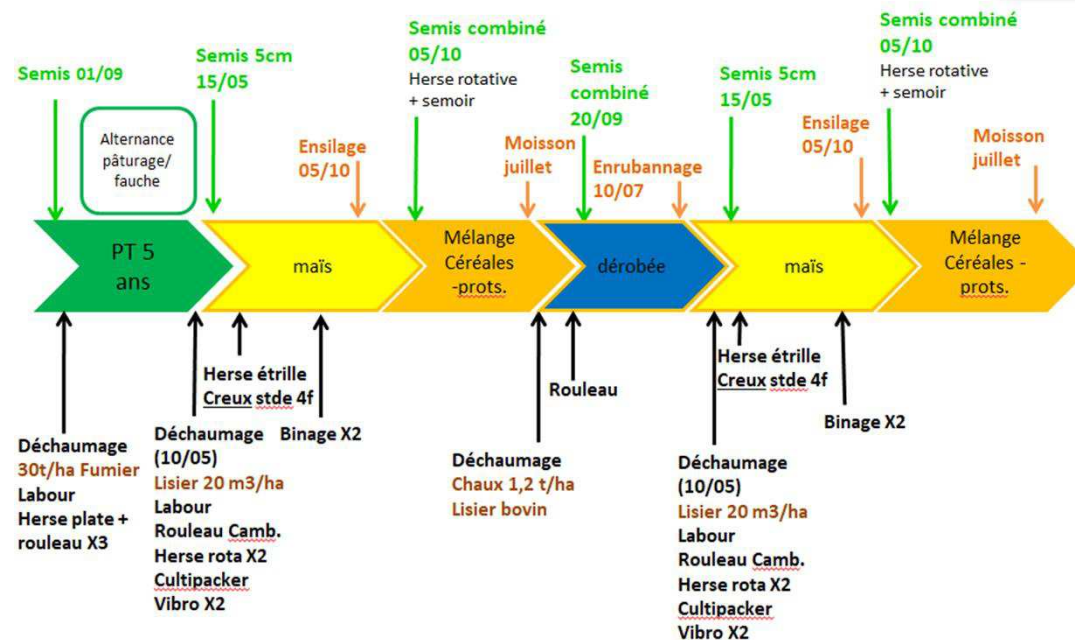 Semis 01/09
Alternance
pâturage/
fauche
Semis 5cm
15/05
Ensilage
05/10
Semis combiné
05/10
Herse rotative
+ semoir
Moisson
juillet
Semis
combiné
20/09
Enrubannage
10/07
Semis 5cm
15/05
Ensilage
05/10
Semis combiné
05/10
Herse rotative
+ semoir
Moisson
juillet
PT 5
ans
maïs
Mélange
Céréales
-prots.
dérobée
maïs
Mélange
Céréales -
prots.
Déchaumage
30t/ha Fumier
Labour
Herse plate +
rouleau X3
Déchaumage
(10/05)
Lisier 20 m3/ha
Labour
Rouleau Camb.
Herse rota X2
Cultipacker
Vibro X2
Herse étrille
Creux stde 4f
Binage X2
Déchaumage
Chaux 1,2 t/ha
Lisier bovin
Rouleau
Déchaumage
(10/05)
Lisier 20 m3/ha
Labour
Rouleau Camb.
Herse rota X2
Cultipacker
Vibro X2
Herse étrille
Creux stde 4f
Binage X2